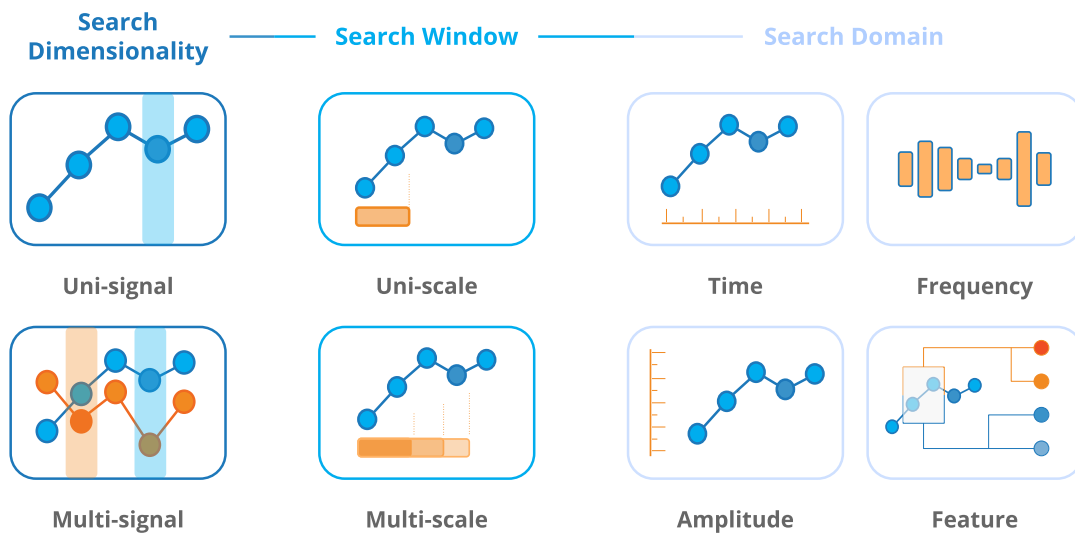 Search
Dimensionality
Search Window
Search Domain
Uni-signal
Uni-scale
Time
Frequency
Multi-signal
Multi-scale
Amplitude
Feature